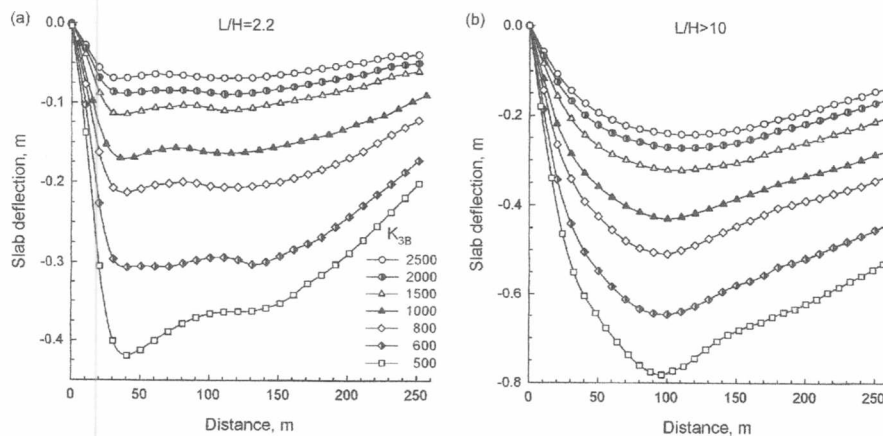 (a)
L/H=2.2
0.0
-0.1
-0.2
-0.3
-0.4
Slab deflection, m
K3B
2500
2000
1500
1000
800
600
500
0 50 100 150 200 250
Distance, m
(b)
L/H>10
0.0
-0.2
-0.4
-0.6
-0.8
Slab deflection, m
0 50 100 150 200 250
Distance, m